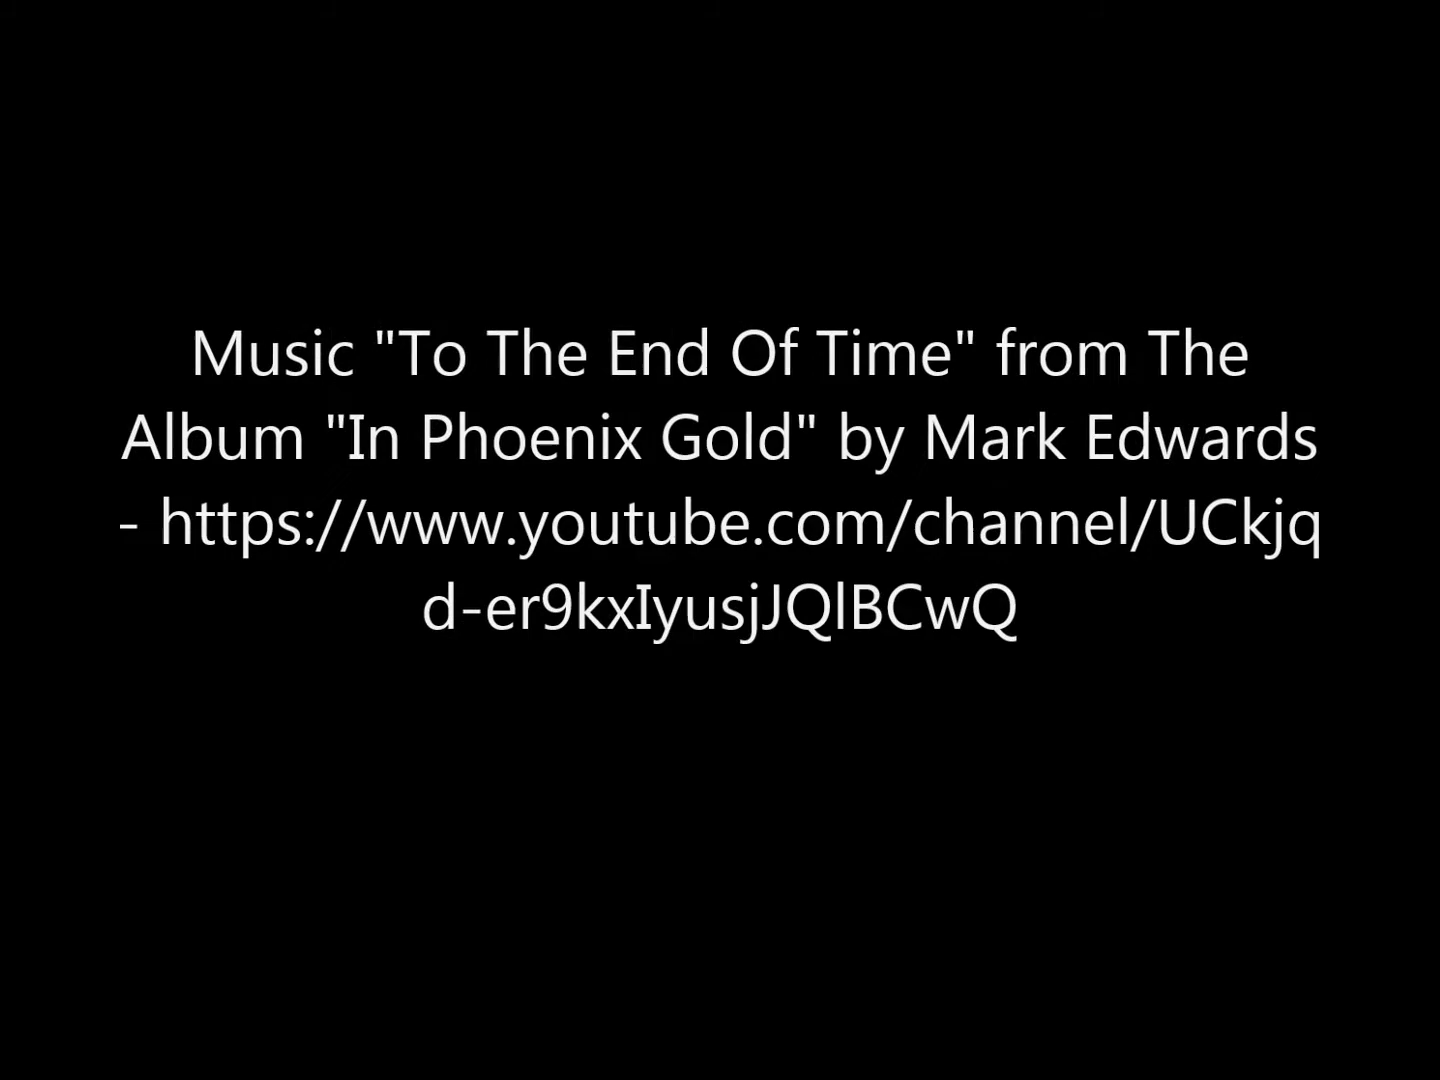 Music "To The End Of Time" from The
Album "In Phoenix Gold" by Mark Edwards
- https://www.youtube.com/channel/UCkjq
d-er9kxIyusjJQlBCwQ